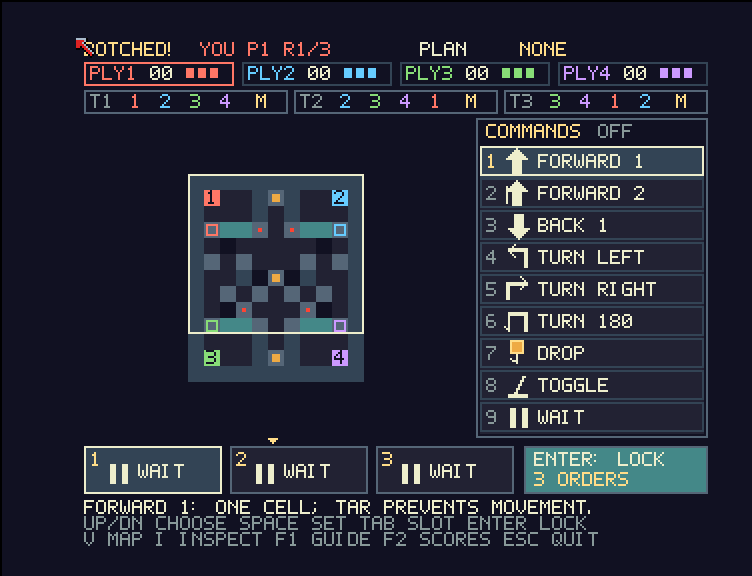 BOTCHED! YOU P1 R1/3 PLAN NONE
PLY1 00 PLY2 00 PLY3 00 PLY4 00
T1 1 2 3 4 M T2 2 3 4 1 M T3 3 4 1 2 M
COMMANDS OFF
1 FORWARD 1
2 FORWARD 2
3 BACK 1
4 TURN LEFT
5 TURN RIGHT
6 TURN 180
7 DROP
8 TOGGLE
9 WAIT
1 2
3 4
1 WAIT 2 WAIT 3 WAIT
ENTER: LOCK
3 ORDERS
FORWARD 1: ONE CELL; TAR PREVENTS MOVEMENT.
UP/DN CHOOSE SPACE SET TAB SLOT ENTER LOCK
V MAP I INSPECT F1 GUIDE F2 SCORES ESC QUIT